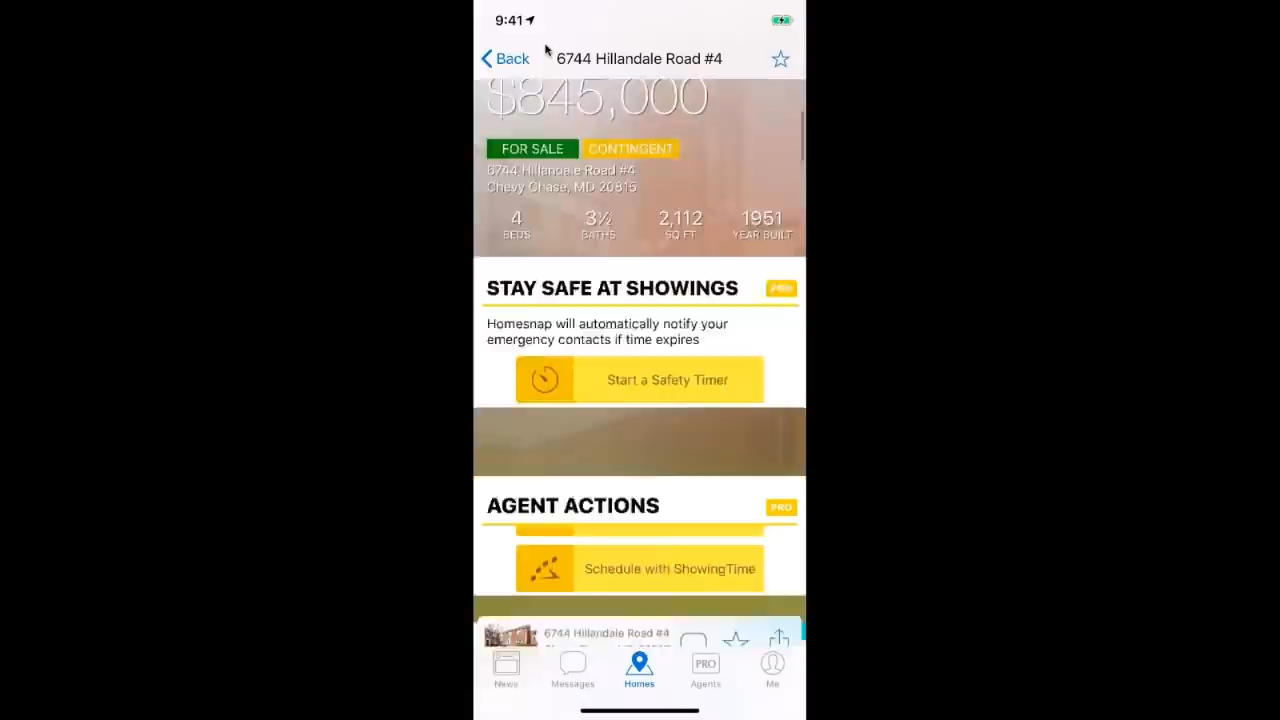 9:41
Back
6744 Hillandale Road #4
$845,000
FOR SALE
CONTINGENT
6744 Hillandale Road #4
Chevy Chase, MD 20815
4
3½
2,112
1951
BEDS
BATHS
SQ FT
YEAR BUILT
STAY SAFE AT SHOWINGS
PRO
Homesnap will automatically notify your
emergency contacts if time expires
Start a Safety Timer
AGENT ACTIONS
PRO
Schedule with ShowingTime
6744 Hillandale Road #4
PRO
News
Messages
Homes
Agents
Me